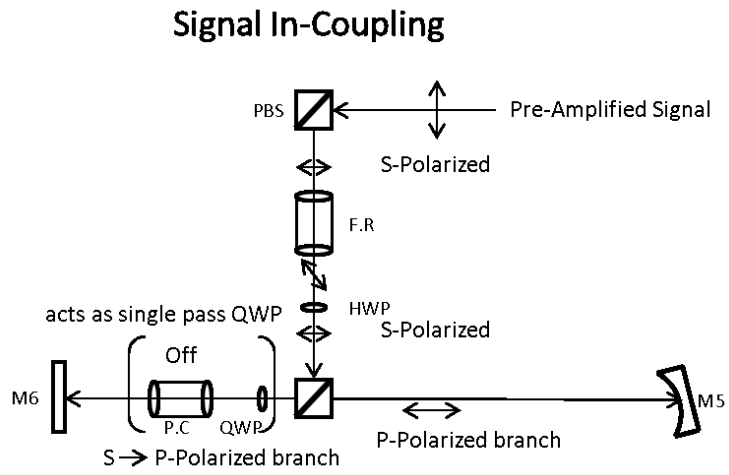 Signal In-Coupling
PBS
Pre-Amplified Signal
S-Polarized
F.R
HWP
acts as single pass QWP
S-Polarized
Off
M6
M5
P.C
QWP
P-Polarized branch
S → P-Polarized branch